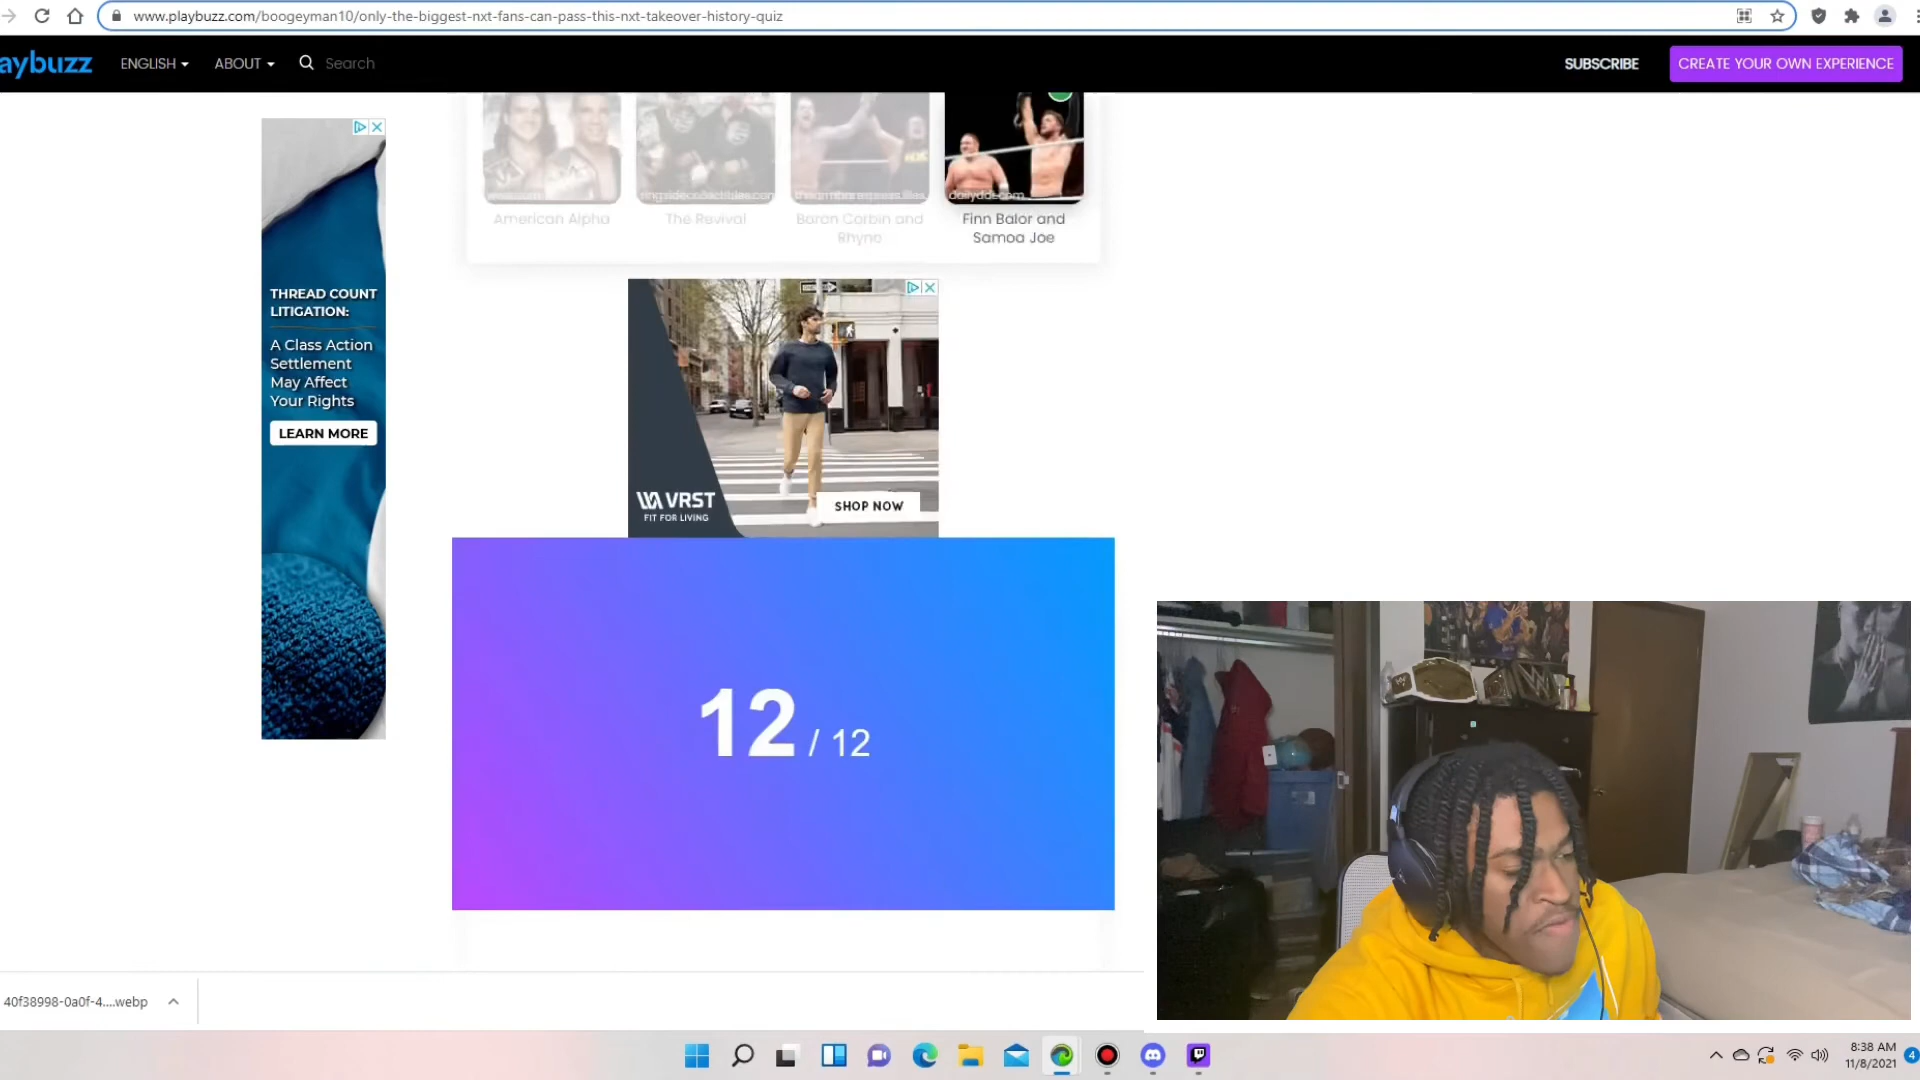 www.playbuzz.com/boogeyman10/only-the-biggest-nxt-fans-can-pass-this-nxt-takeover-history-quiz
aybuzz ENGLISH ABOUT Search SUBSCRIBE CREATE YOUR OWN EXPERIENCE
dailyddt.com
American Alpha The Revival Baron Corbin and Rhyno Finn Balor and Samoa Joe
THREAD COUNT
LITIGATION:
A Class Action
Settlement
May Affect
Your Rights
LEARN MORE
VRST
FIT FOR LIVING
SHOP NOW
12 / 12
40f38998-0a0f-4....webp
8:38 AM
11/8/2021
4